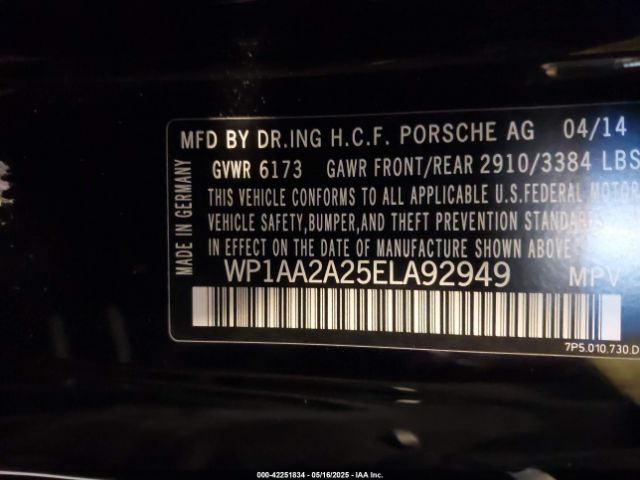 MFD BY DR.ING H.C.F. PORSCHE AG 04/14
GVWR 6173 GAWR FRONT/REAR 2910/3384 LBS
THIS VEHICLE CONFORMS TO ALL APPLICABLE U.S.FEDERAL MOTOR
VEHICLE SAFETY,BUMPER,AND THEFT PREVENTION STANDARDS
IN EFFECT ON THE DATE OF MANUFACTURE SHOWN ABOVE
WP1AA2A25ELA92949 MPV
MADE IN GERMANY
7P5.010.730.D
000-42251834 - 05/16/2025 - IAA Inc.